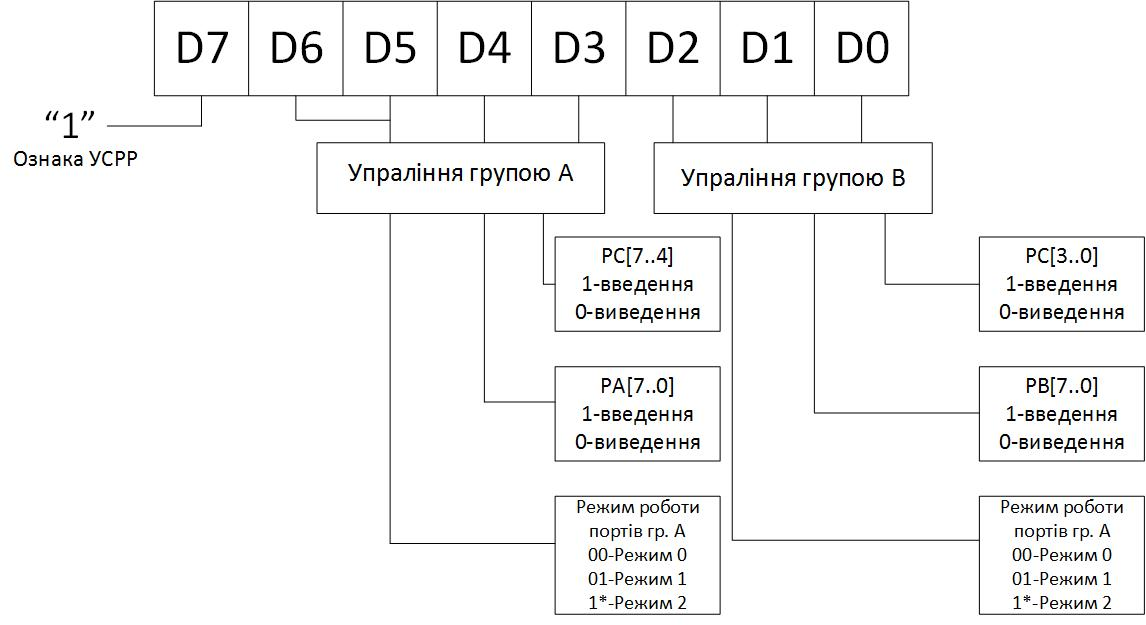 D7 D6 D5 D4 D3 D2 D1 D0
“1”
Ознака УСРР
Упраління групою А
Упраління групою В
PC[7..4]
1-введення
0-виведення
PC[3..0]
1-введення
0-виведення
PA[7..0]
1-введення
0-виведення
PB[7..0]
1-введення
0-виведення
Режим роботи
портів гр. А
00-Режим 0
01-Режим 1
1*-Режим 2
Режим роботи
портів гр. А
00-Режим 0
01-Режим 1
1*-Режим 2